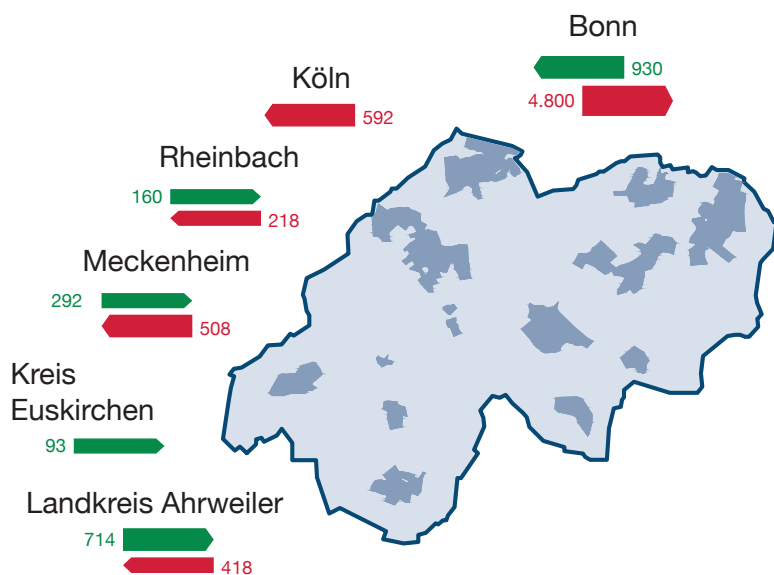 Bonn
930
4.800
Köln
592
Rheinbach
160
218
Meckenheim
292
508
Kreis
Euskirchen
93
Landkreis Ahrweiler
714
418